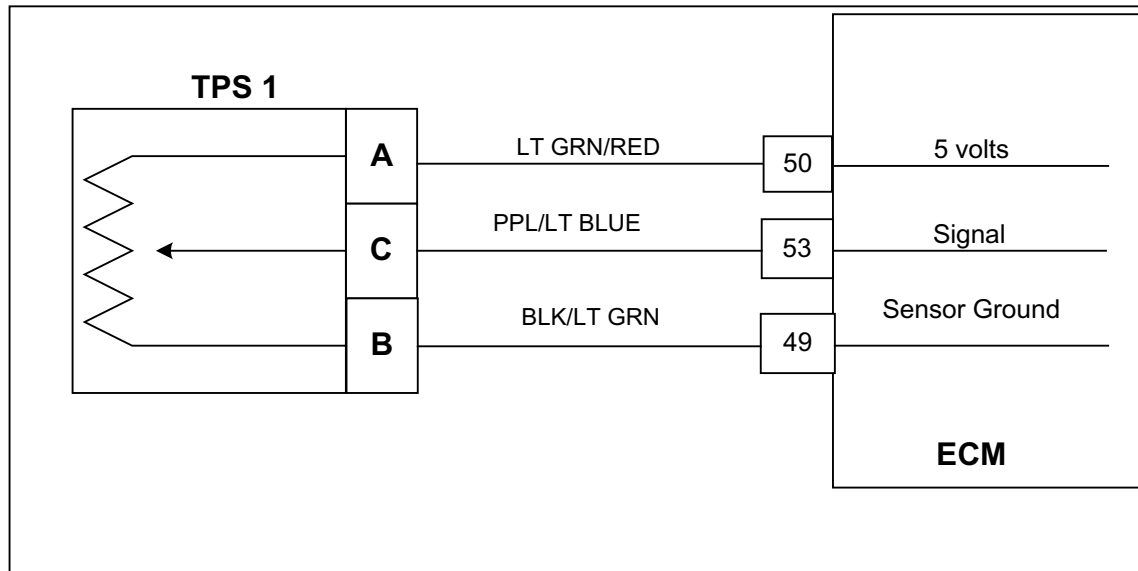 TPS 1
A
LT GRN/RED
50
5 volts
C
PPL/LT BLUE
53
Signal
B
BLK/LT GRN
49
Sensor Ground
ECM